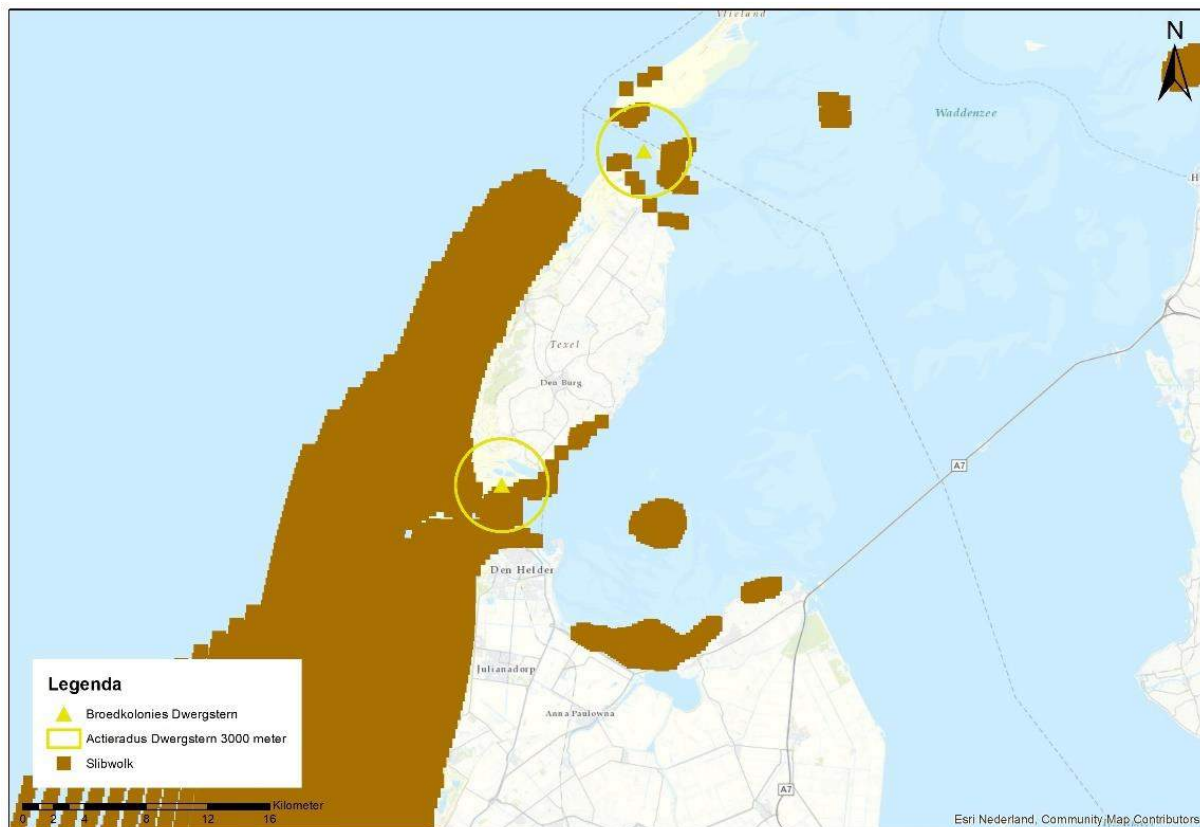 Vlieland
N
Waddenzee
Texel
Den Burg
A7
Den Helder
Julianadorp
Anna Paulowna
A7
Legenda
Broedkolonies Dwergstern
Actieradus Dwergstern 3000 meter
Slibwolk
Kilometer
0 2 4 8 12 16
Esri Nederland, Community Map Contributors